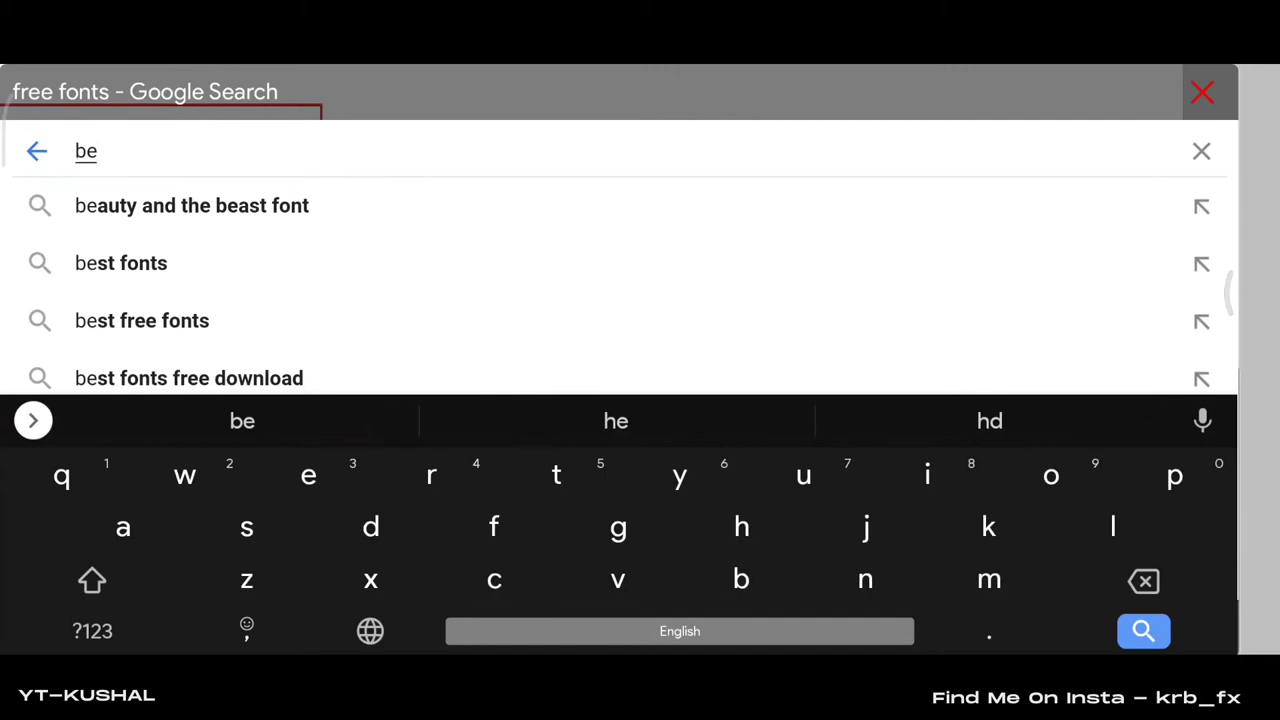 free fonts - Google Search
be
beauty and the beast font
best fonts
best free fonts
best fonts free download
be he hd
q 1 w 2 e 3 r 4 t 5 y 6 u 7 i 8 o 9 p 0
a s d f g h j k l
z x c v b n m
?123 , English .
YT-KUSHAL
Find Me On Insta - krb_fx